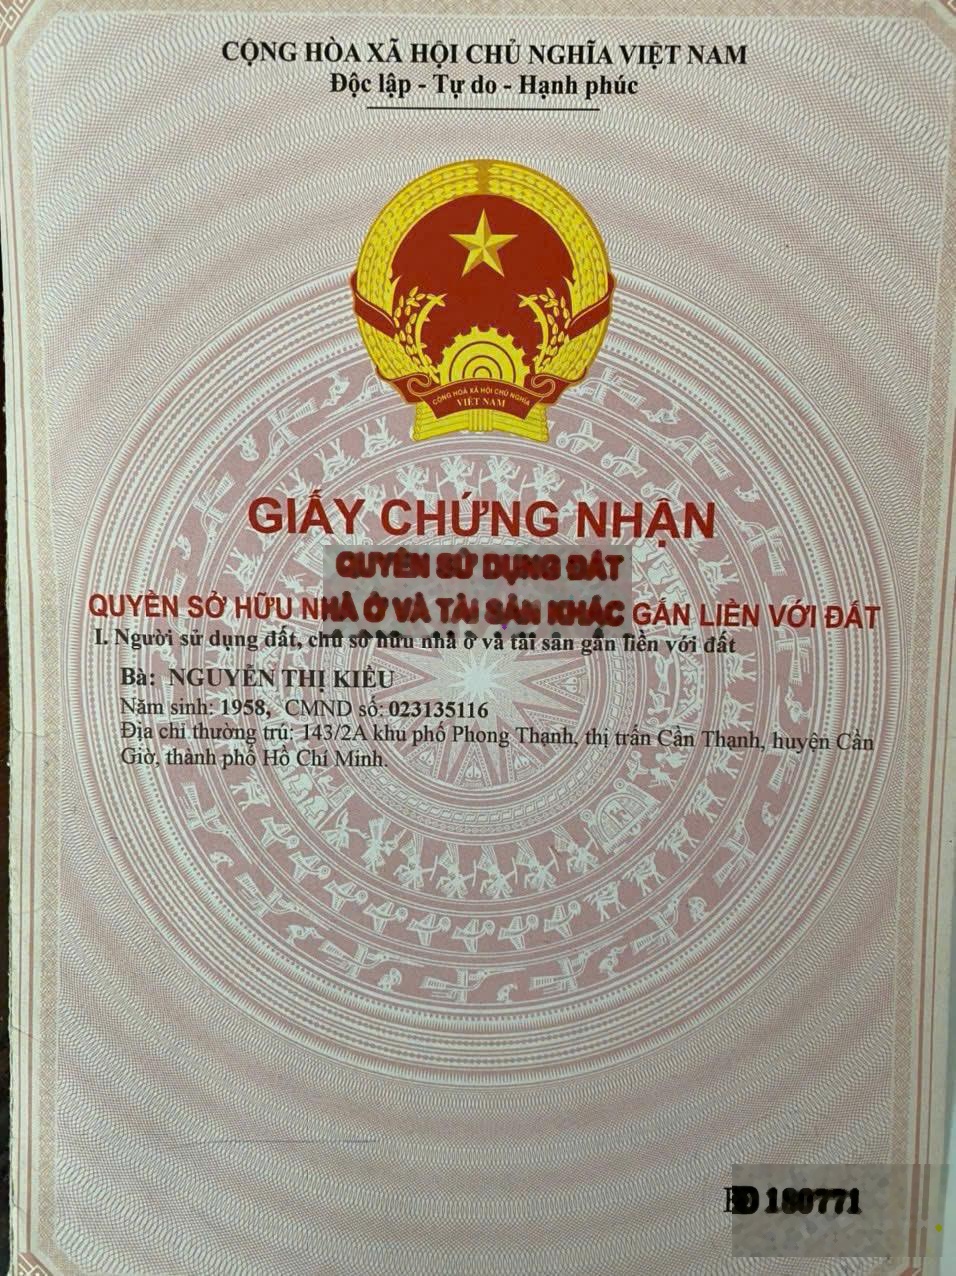 CỘNG HÒA XÃ HỘI CHỦ NGHĨA VIỆT NAM
Độc lập - Tự do - Hạnh phúc
CỘNG HOÀ XÃ HỘI CHỦ NGHĨA
VIỆT NAM
GIẤY CHỨNG NHẬN
QUYỀN SỬ DỤNG ĐẤT
QUYỀN SỞ HỮU NHÀ Ở VÀ TÀI SẢN KHÁC GẮN LIỀN VỚI ĐẤT
I. Người sử dụng đất, chủ sở hữu nhà ở và tài sản gắn liền với đất
Bà: NGUYỄN THỊ KIỀU
Năm sinh: 1958, CMND số: 023135116
Địa chỉ thường trú: 143/2A khu phố Phong Thạnh, thị trấn Cần Thạnh, huyện Cần
Giờ, thành phố Hồ Chí Minh.
180771